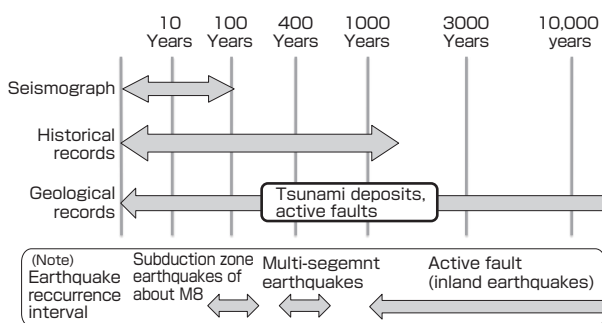 10 Years
100 Years
400 Years
1000 Years
3000 Years
10,000 years
Seismograph
Historical records
Geological records
Tsunami deposits,
active faults
(Note)
Earthquake
reccurrence
interval
Subduction zone
earthquakes of
about M8
Multi-segemnt
earthquakes
Active fault
(inland earthquakes)